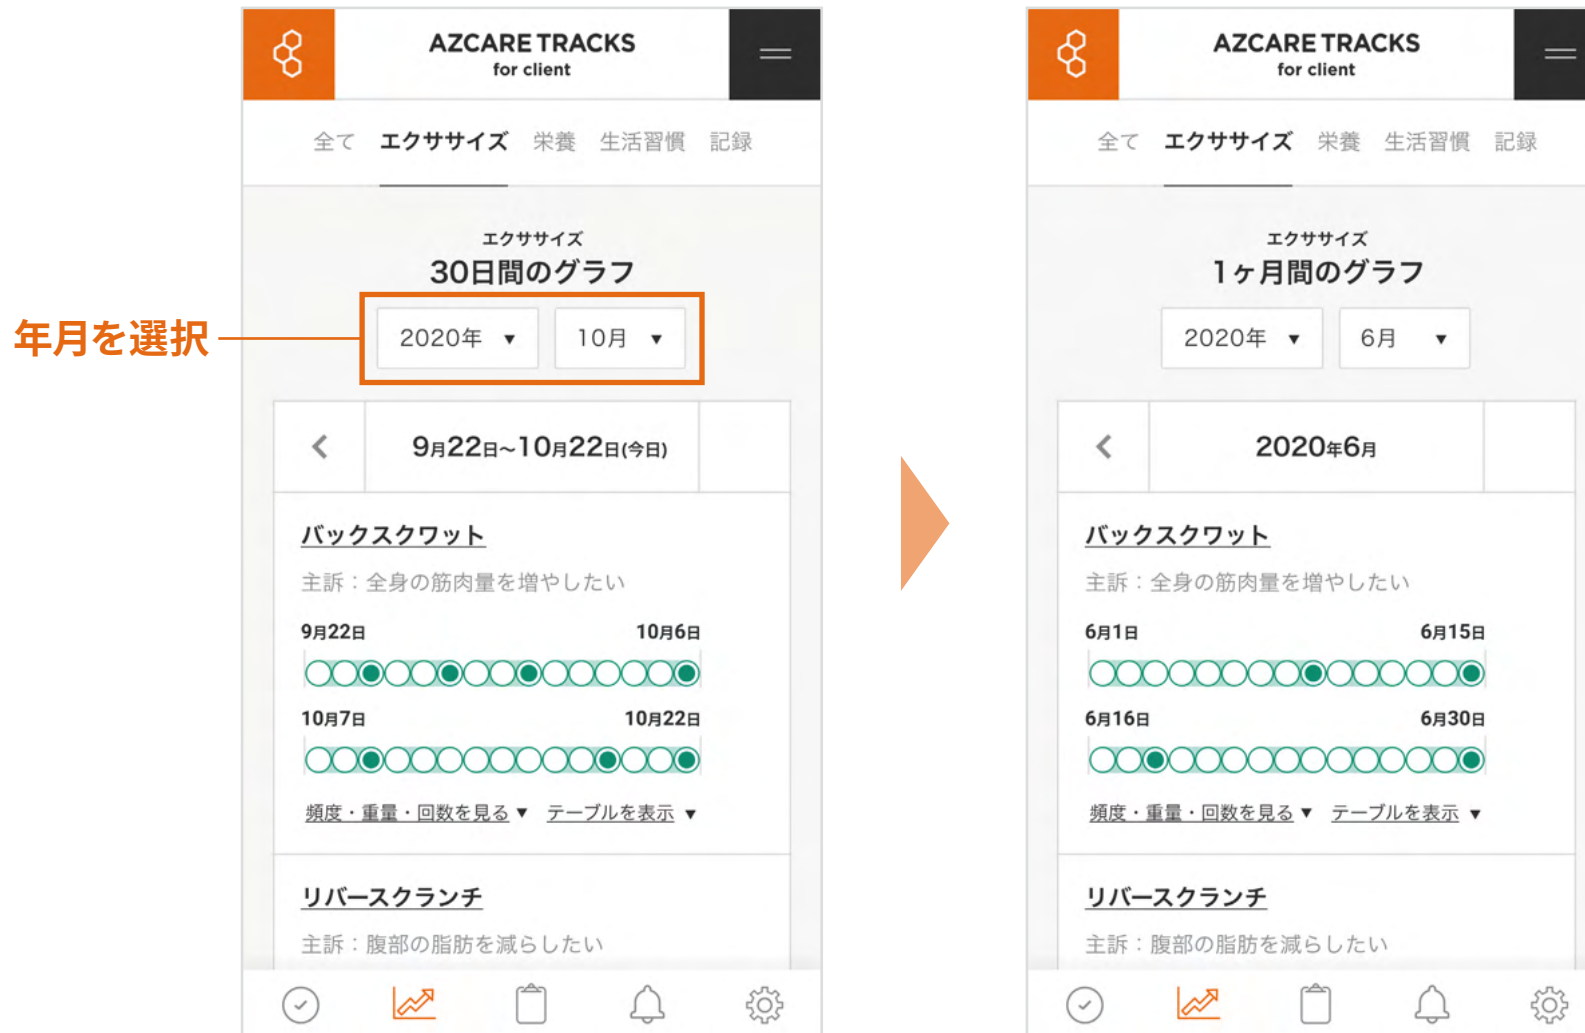 年月を選択
AZCARE TRACKS
for client
全て エクササイズ 栄養 生活習慣 記録
エクササイズ
30日間のグラフ
2020年 ▼ 10月 ▼
9月22日~10月22日(今日)
バックスクワット
主訴:全身の筋肉量を増やしたい
9月22日 10月6日
10月7日 10月22日
頻度・重量・回数を見る ▼ テーブルを表示 ▼
リバースクランチ
主訴:腹部の脂肪を減らしたい
AZCARE TRACKS
for client
全て エクササイズ 栄養 生活習慣 記録
エクササイズ
1ヶ月間のグラフ
2020年 ▼ 6月 ▼
2020年6月
バックスクワット
主訴:全身の筋肉量を増やしたい
6月1日 6月15日
6月16日 6月30日
頻度・重量・回数を見る ▼ テーブルを表示 ▼
リバースクランチ
主訴:腹部の脂肪を減らしたい